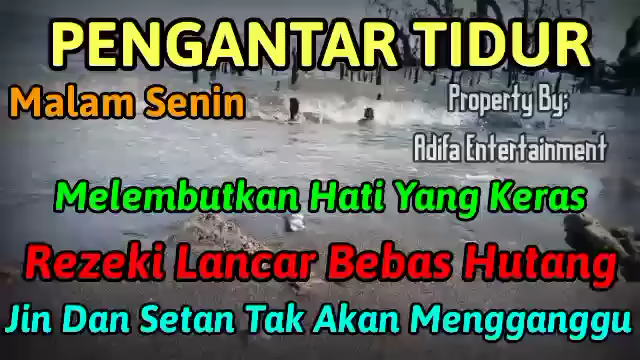 PENGANTAR TIDUR
Malam Senin
Property By;
Adifa Entertainment
Melembutkan Hati Yang Keras
Rezeki Lancar Bebas Hutang
Jin Dan Setan Tak Akan Mengganggu